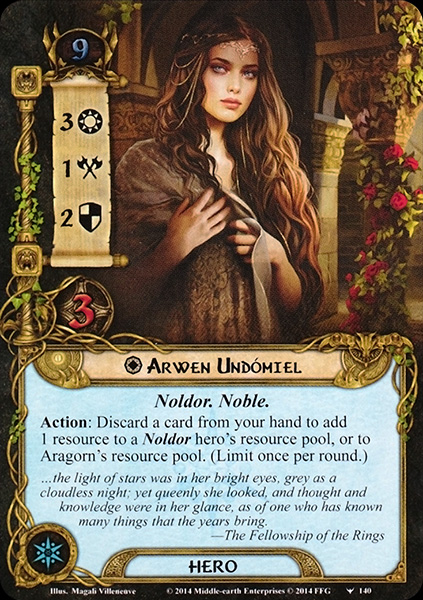 9
3
1
2
3
ARWEN UNDÓMIEL
Noldor. Noble.
Action: Discard a card from your hand to add
1 resource to a Noldor hero's resource pool, or to
Aragorn's resource pool. (Limit once per round.)
…the light of stars was in her bright eyes, grey as a
cloudless night; yet queenly she looked, and thought and
knowledge were in her glance, as of one who has known
many things that the years bring.
—The Fellowship of the Rings
HERO
Illus. Magali Villeneuve © 2014 Middle-earth Enterprises © 2014 FFG 140